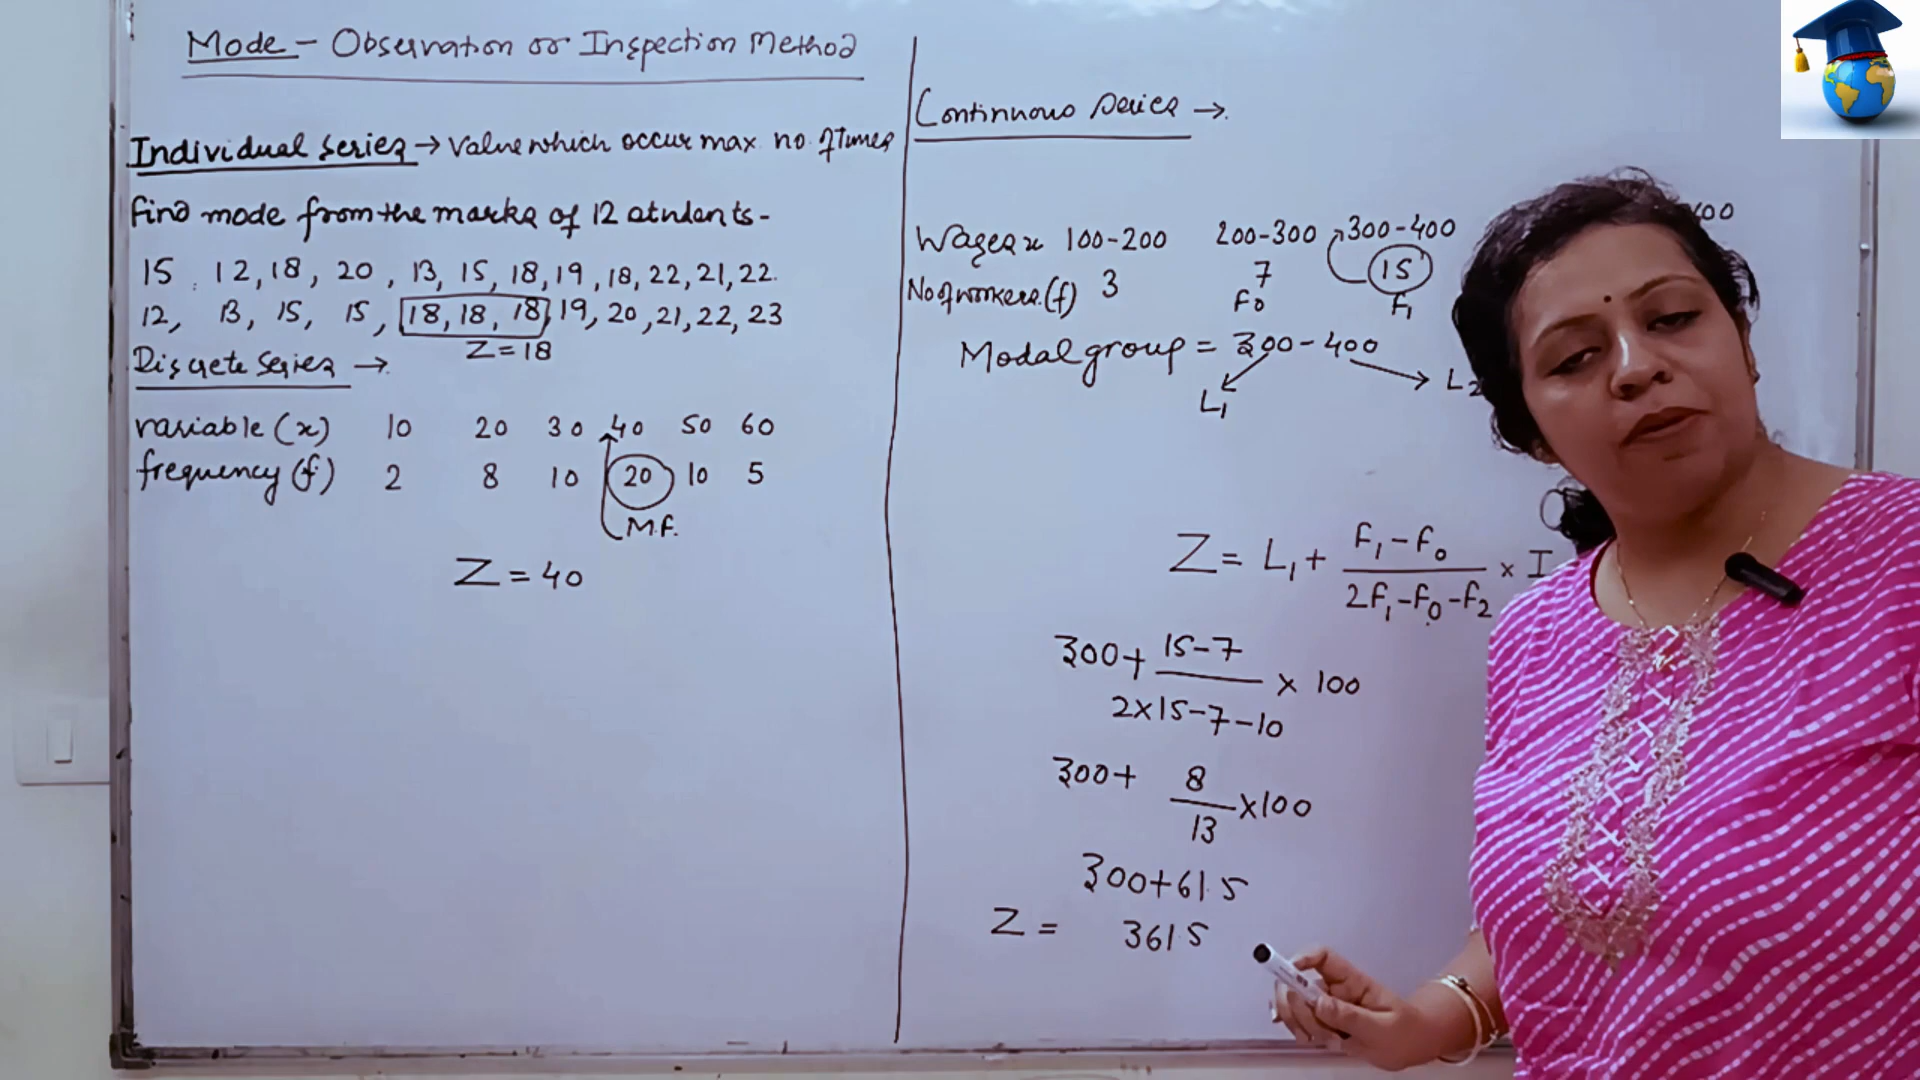 Mode - Observation or Inspection Method
Individual series → Value which occur max no. of times
find mode from the marks of 12 students -
15, 12, 18, 20, 13, 15, 18, 19, 18, 22, 21, 22.
12, 13, 15, 15, 18, 18, 18, 19, 20, 21, 22, 23
Z = 18
Discrete series →
variable (x) 10 20 30 40 50 60
frequency (f) 2 8 10 20 10 5
M.f.
Z = 40
Continuous series →
Wages x 100-200 200-300 300-400
No of workers (f) 3 7 15
f0 f1
Modal group = 300 - 400
L1 L2
Z = L1 + f1 - f0 / 2f1 - f0 - f2 × I
300 + 15-7 / 2×15-7-10 × 100
300 + 8/13 × 100
300 + 61.5
Z = 361.5